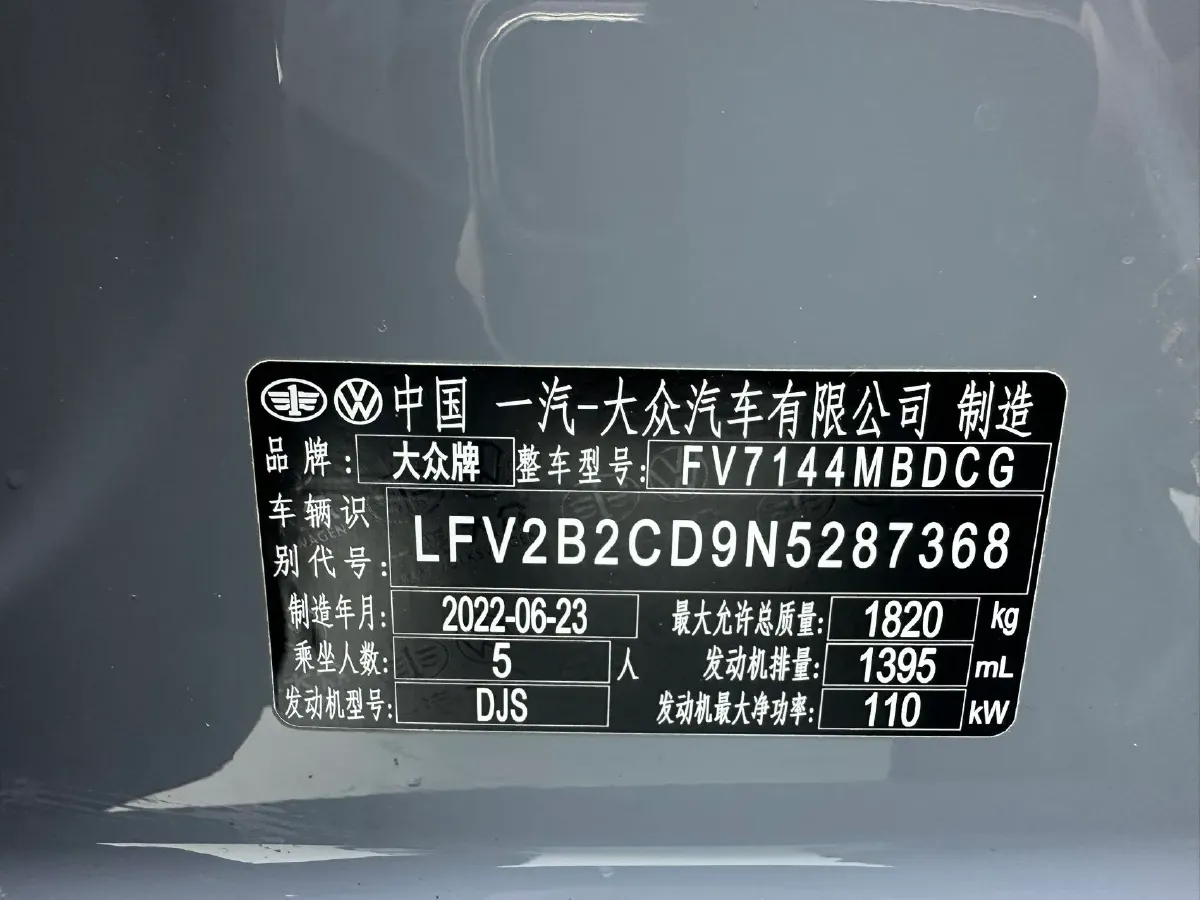 中国 一汽-大众汽车有限公司 制造
品牌: 大众牌 整车型号: FV7144MBDCG
车辆识别代号: LFV2B2CD9N5287368
制造年月: 2022-06-23 最大允许总质量: 1820 kg
乘坐人数: 5 人 发动机排量: 1395 mL
发动机型号: DJS 发动机最大净功率: 110 kW